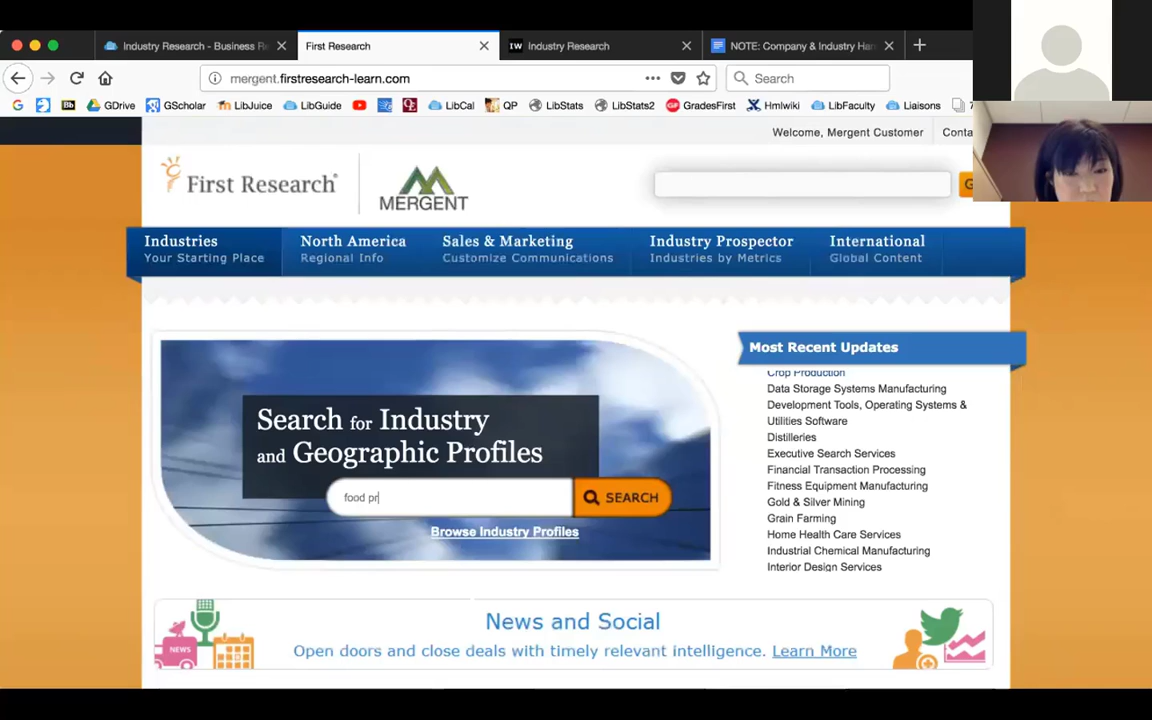 Industry Research - Business R
First Research
IW Industry Research
NOTE: Company & Industry Han
mergent.firstresearch-learn.com
Search
G
Bb
GDrive
GScholar
LibJuice
LibGuide
LibCal
QP
LibStats
LibStats2
GF GradesFirst
Hmlwiki
LibFaculty
Liaisons
7
Welcome, Mergent Customer
Conta
First Research®
MERGENT
G
Industries
Your Starting Place
North America
Regional Info
Sales & Marketing
Customize Communications
Industry Prospector
Industries by Metrics
International
Global Content
Search for Industry
and Geographic Profiles
food pr
SEARCH
Browse Industry Profiles
Most Recent Updates
Crop Production
Data Storage Systems Manufacturing
Development Tools, Operating Systems &
Utilities Software
Distilleries
Executive Search Services
Financial Transaction Processing
Fitness Equipment Manufacturing
Gold & Silver Mining
Grain Farming
Home Health Care Services
Industrial Chemical Manufacturing
Interior Design Services
NEWS
News and Social
Open doors and close deals with timely relevant intelligence. Learn More